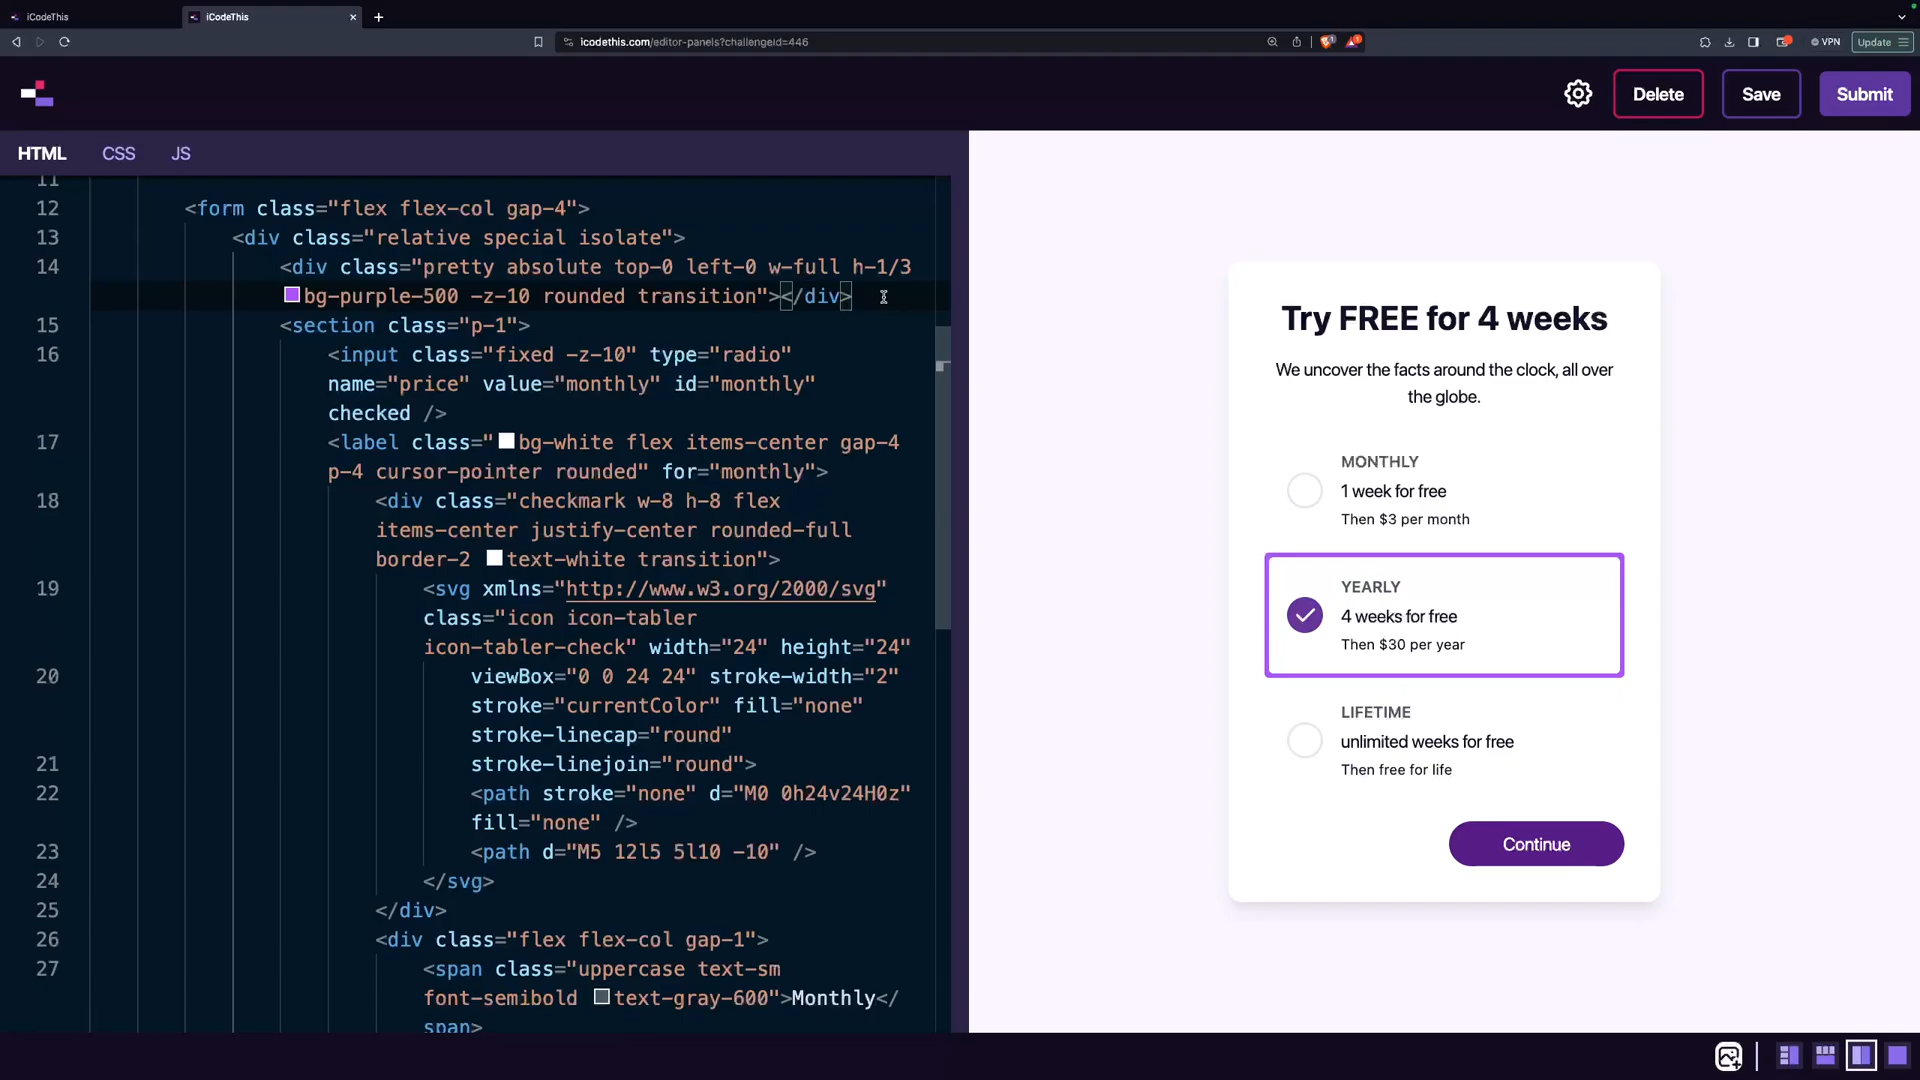 iCodeThis
iCodeThis
icodethis.com/editor-panels?challengeId=446
1
1
VPN
Update
Delete
Save
Submit
HTML
CSS
JS
11
12 <form class="flex flex-col gap-4">
13 <div class="relative special isolate">
14 <div class="pretty absolute top-0 left-0 w-full h-1/3
bg-purple-500 -z-10 rounded transition"></div>
15 <section class="p-1">
16 <input class="fixed -z-10" type="radio"
name="price" value="monthly" id="monthly"
checked />
17 <label class="bg-white flex items-center gap-4
p-4 cursor-pointer rounded" for="monthly">
18 <div class="checkmark w-8 h-8 flex
items-center justify-center rounded-full
border-2 text-white transition">
19 <svg xmlns="http://www.w3.org/2000/svg"
class="icon icon-tabler
icon-tabler-check" width="24" height="24"
20 viewBox="0 0 24 24" stroke-width="2"
stroke="currentColor" fill="none"
stroke-linecap="round"
21 stroke-linejoin="round">
22 <path stroke="none" d="M0 0h24v24H0z"
fill="none" />
23 <path d="M5 12l5 5l10 -10" />
24 </svg>
25 </div>
26 <div class="flex flex-col gap-1">
27 <span class="uppercase text-sm
font-semibold text-gray-600">Monthly</
span>
Try FREE for 4 weeks
We uncover the facts around the clock, all over
the globe.
MONTHLY
1 week for free
Then $3 per month
YEARLY
4 weeks for free
Then $30 per year
LIFETIME
unlimited weeks for free
Then free for life
Continue